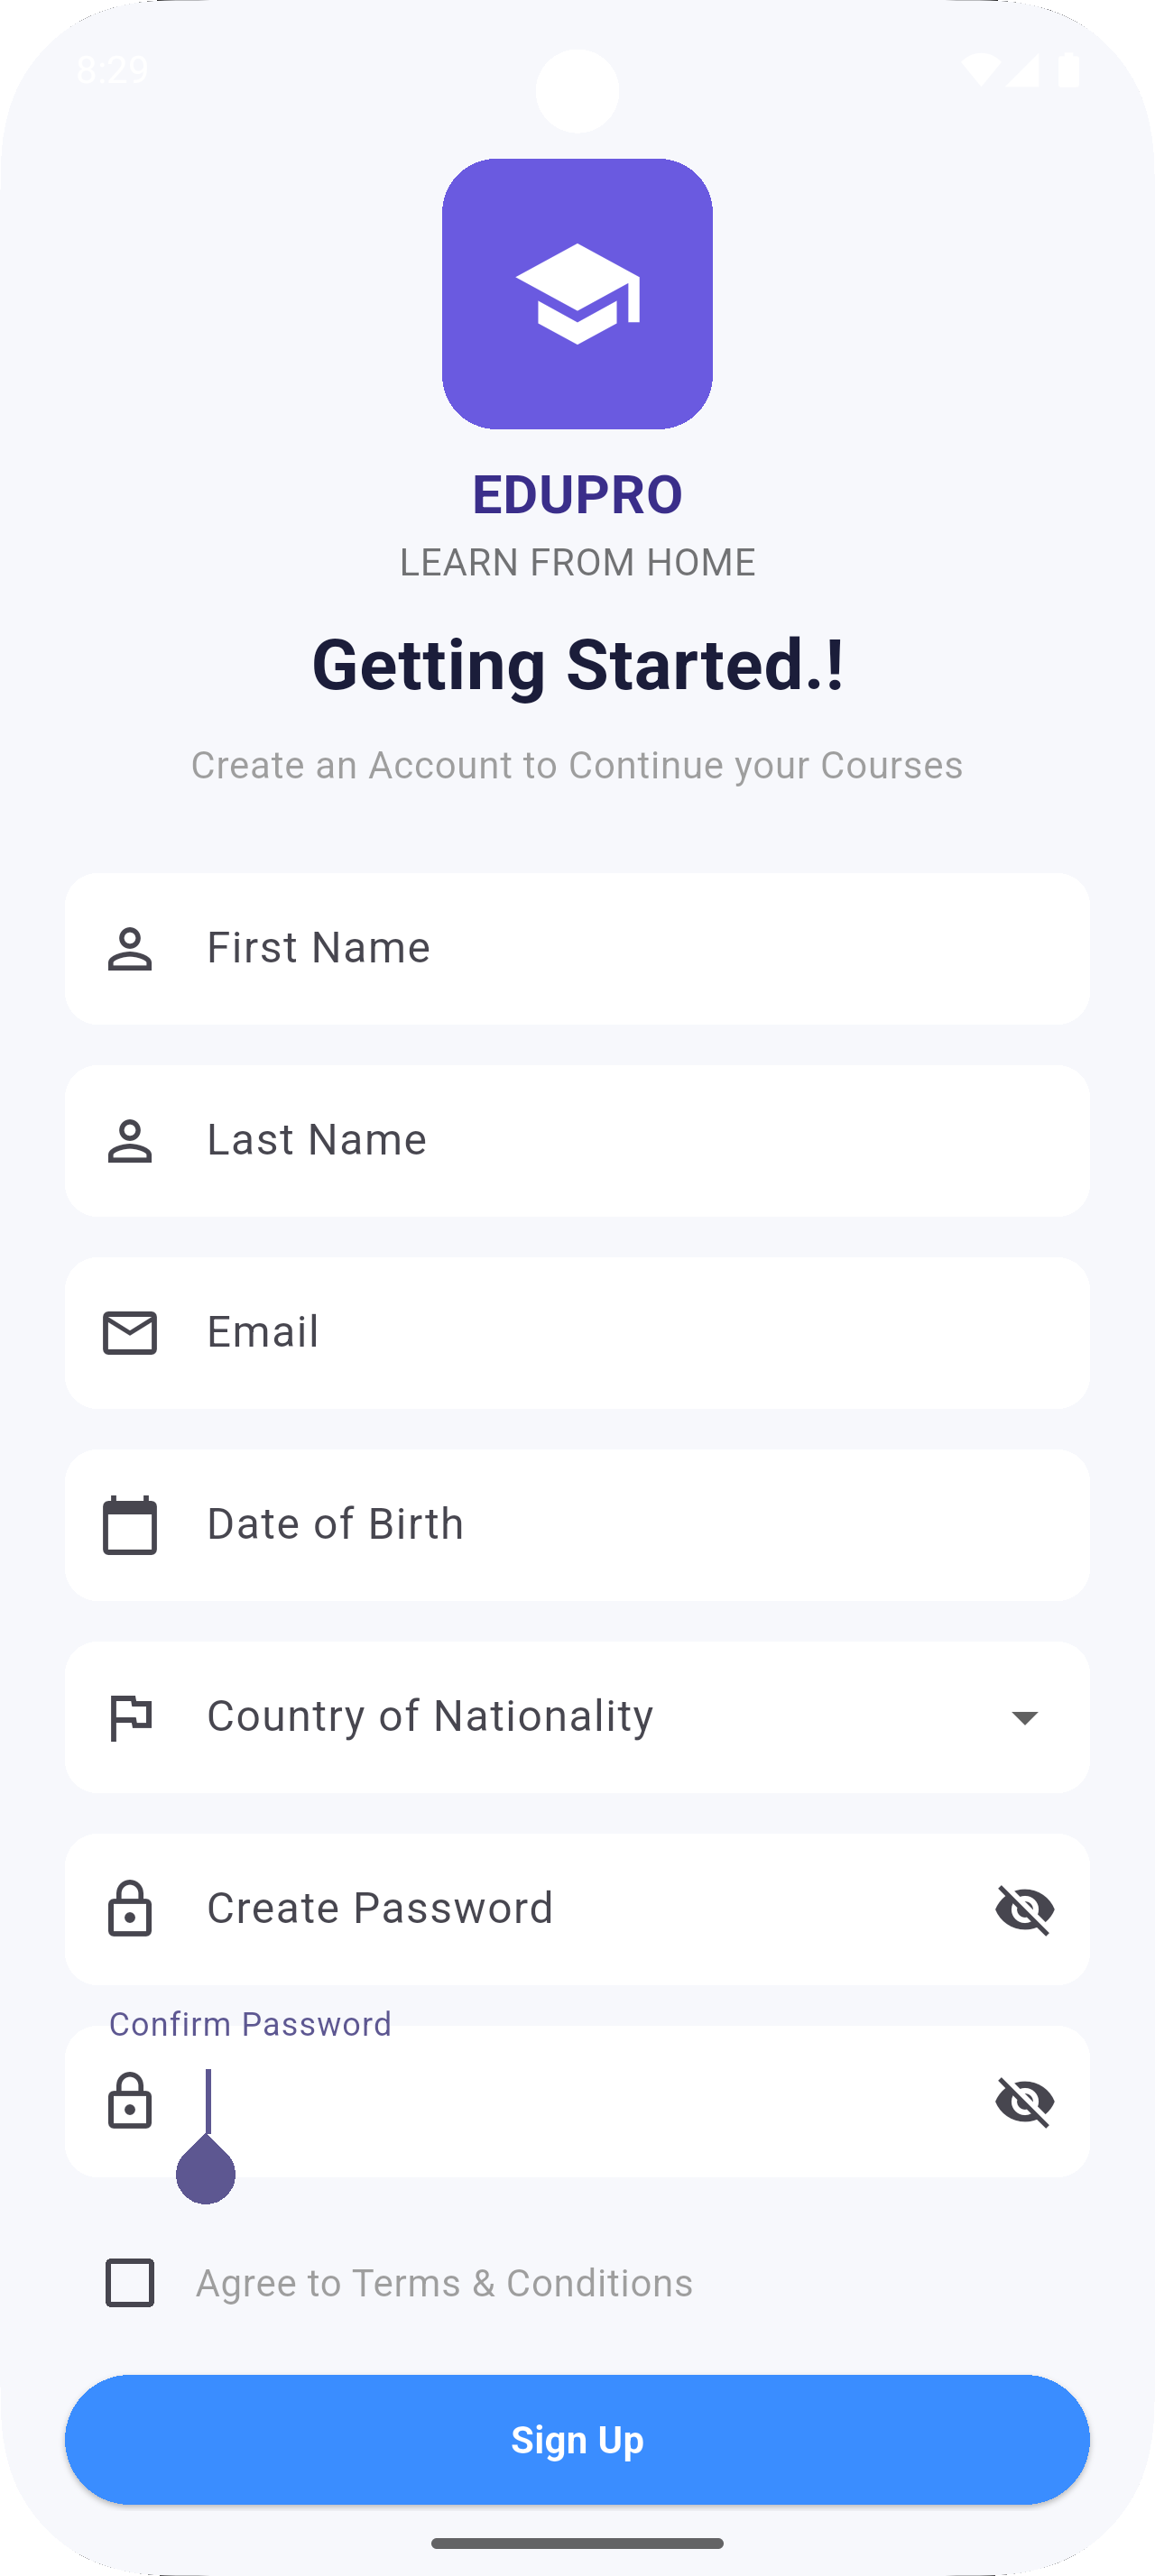 8:29
EDUPRO
LEARN FROM HOME
Getting Started.!
Create an Account to Continue your Courses
First Name
Last Name
Email
Date of Birth
Country of Nationality
Create Password
Confirm Password
Agree to Terms & Conditions
Sign Up